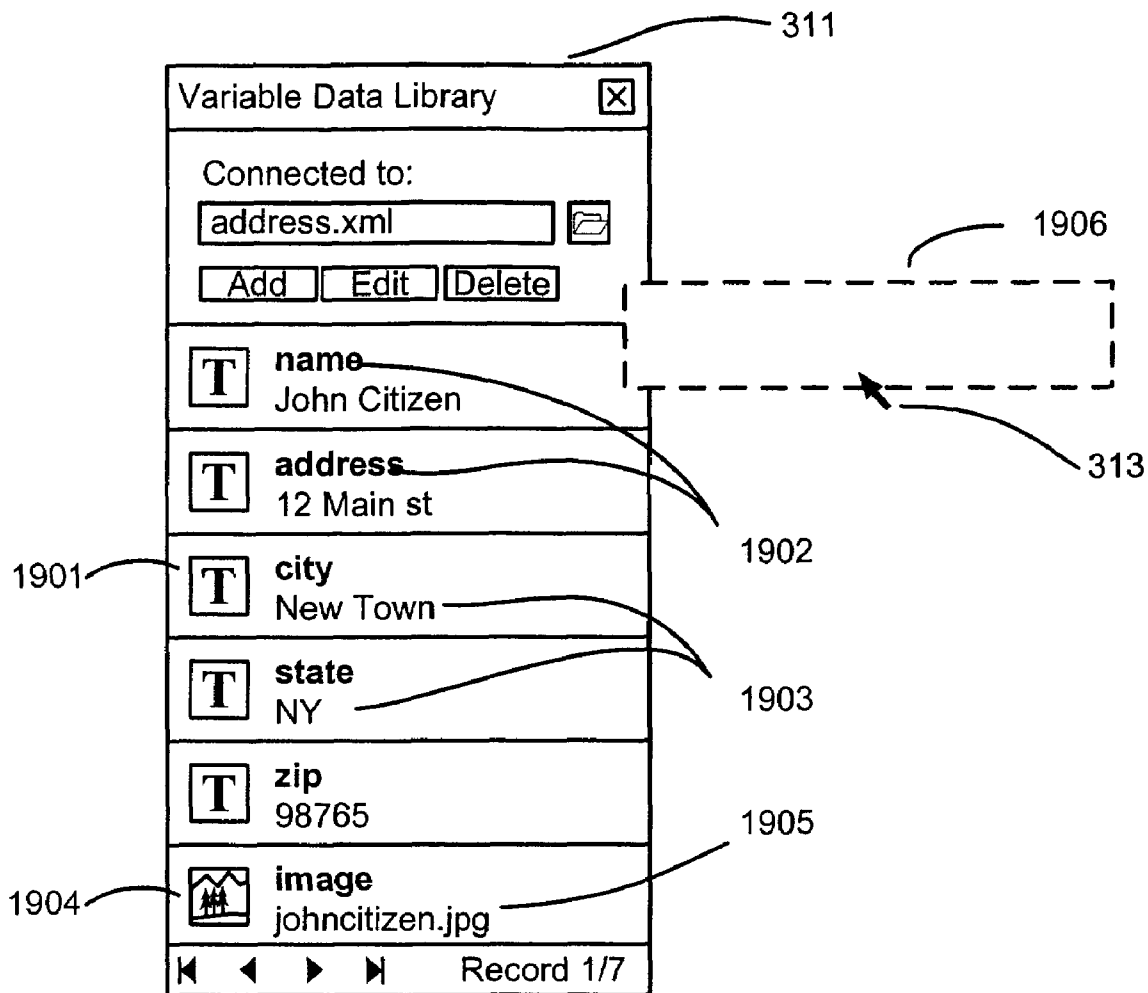 311
Variable Data Library
Connected to:
address.xml
Add Edit Delete
1906
T name
John Citizen
313
T address
12 Main st
1902
1901
T city
New Town
T state
NY
1903
T zip
98765
1905
1904
image
johncitizen.jpg
Record 1/7